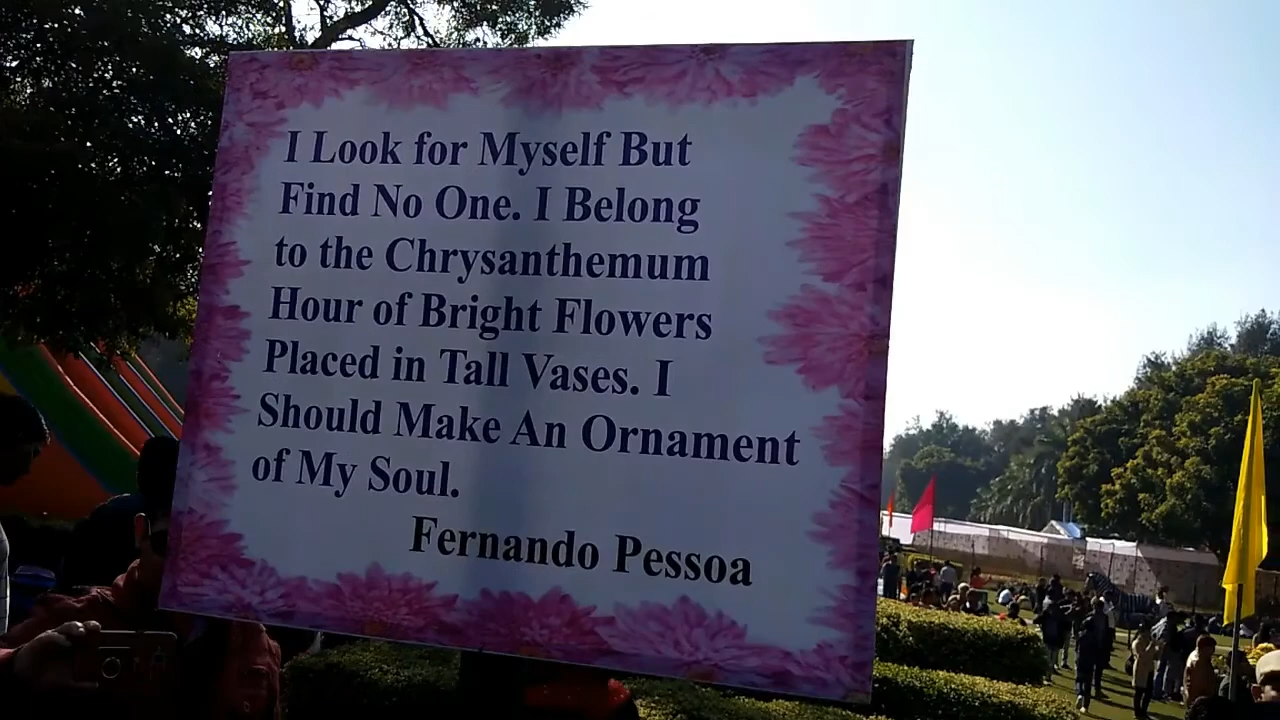 I Look for Myself But
Find No One. I Belong
to the Chrysanthemum
Hour of Bright Flowers
Placed in Tall Vases. I
Should Make An Ornament
of My Soul.
Fernando Pessoa